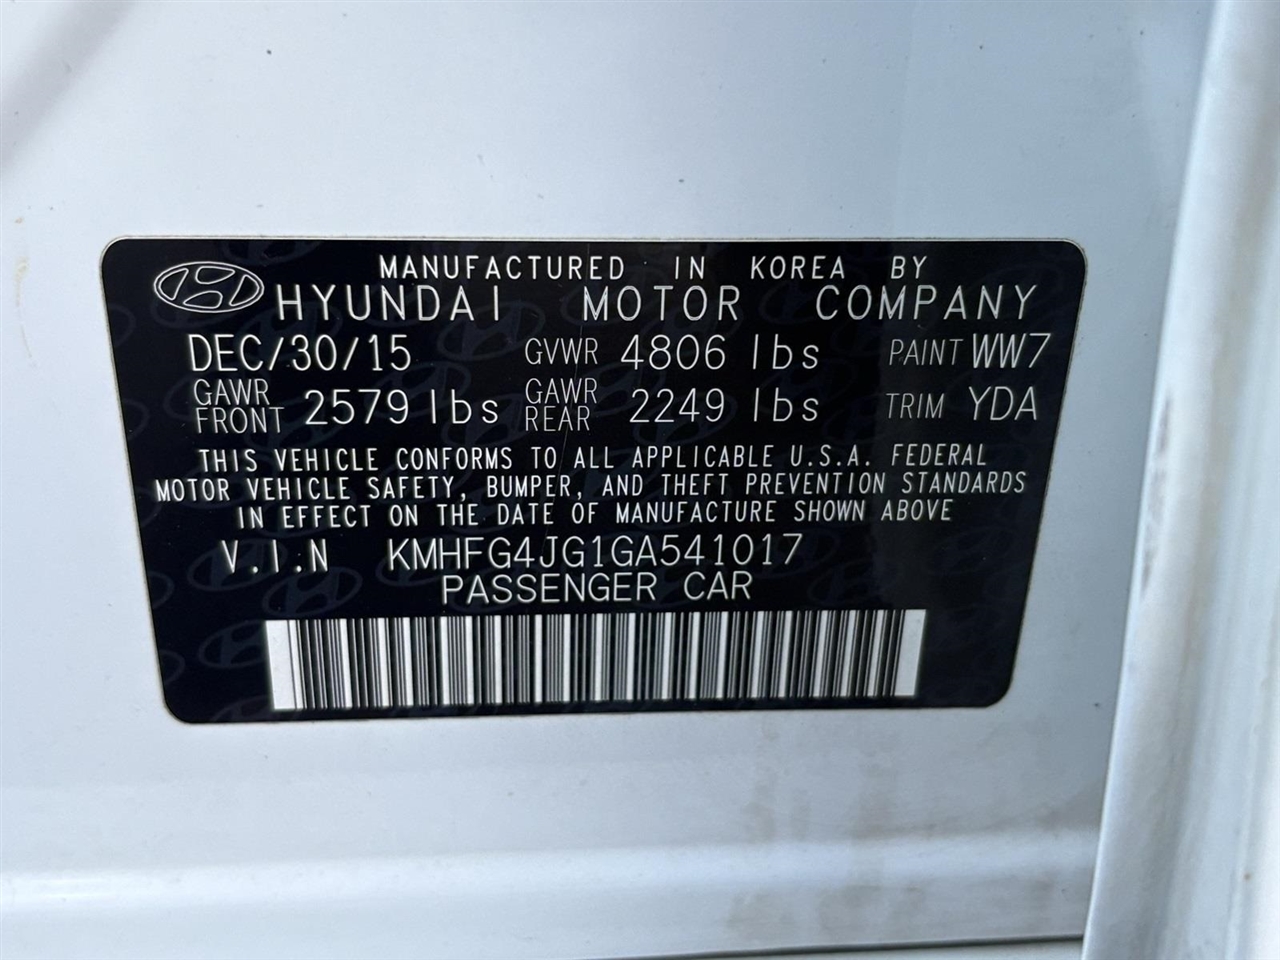 MANUFACTURED IN KOREA BY
HYUNDAI MOTOR COMPANY
DEC/30/15 GVWR 4806 lbs PAINT WW7
GAWR FRONT 2579 lbs GAWR REAR 2249 lbs TRIM YDA
THIS VEHICLE CONFORMS TO ALL APPLICABLE U.S.A. FEDERAL
MOTOR VEHICLE SAFETY, BUMPER, AND THEFT PREVENTION STANDARDS
IN EFFECT ON THE DATE OF MANUFACTURE SHOWN ABOVE
V.I.N KMHFG4JG1GA541017
PASSENGER CAR